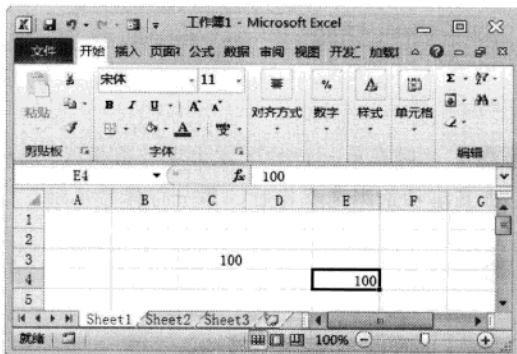 工作簿1 - Microsoft Excel
文件 开始 插入 页面 公式 数据 审阅 视图 开发 加载
宋体 11
B I U A A
粘贴 A 对齐方式 % 数字 A 样式 单元格 Σ
剪贴板 字体 编辑
E4 fx 100
A B C D E F G
1
2
3 100
4 100
5
Sheet1 Sheet2 Sheet3
就绪 100%